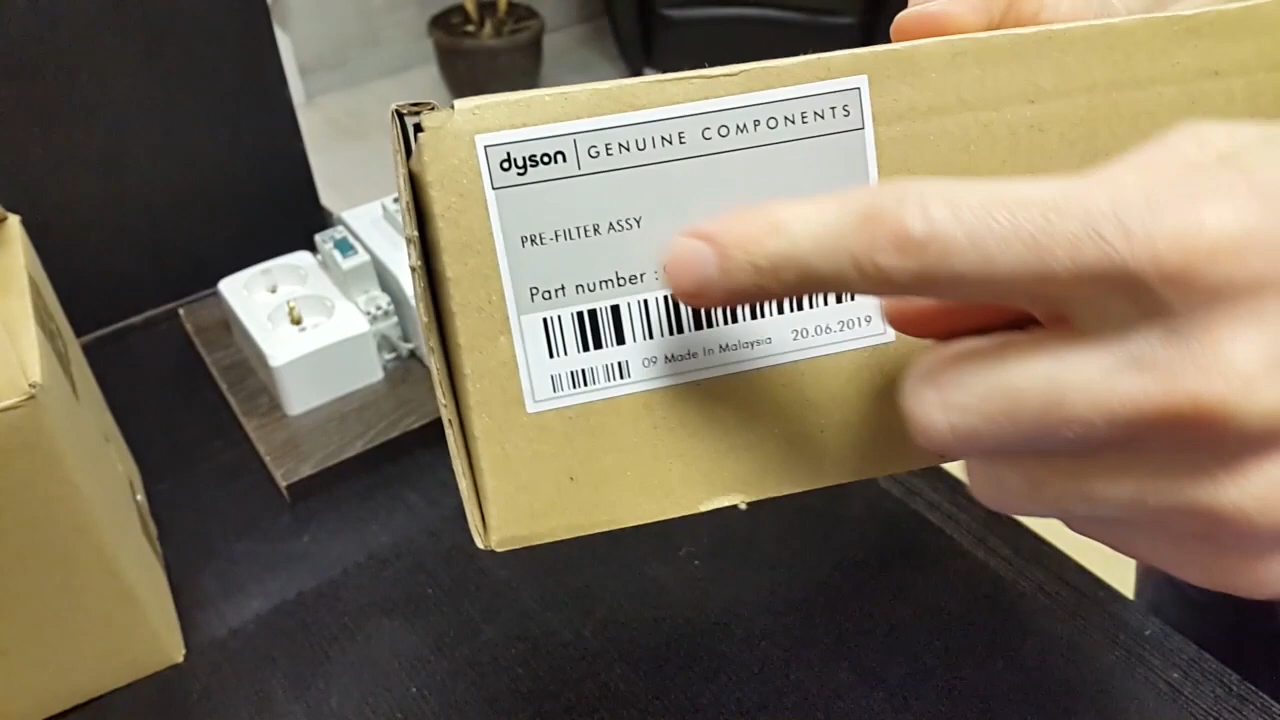 dyson | GENUINE COMPONENTS
PRE-FILTER ASSY
Part number :
09 Made In Malaysia 20.06.2019